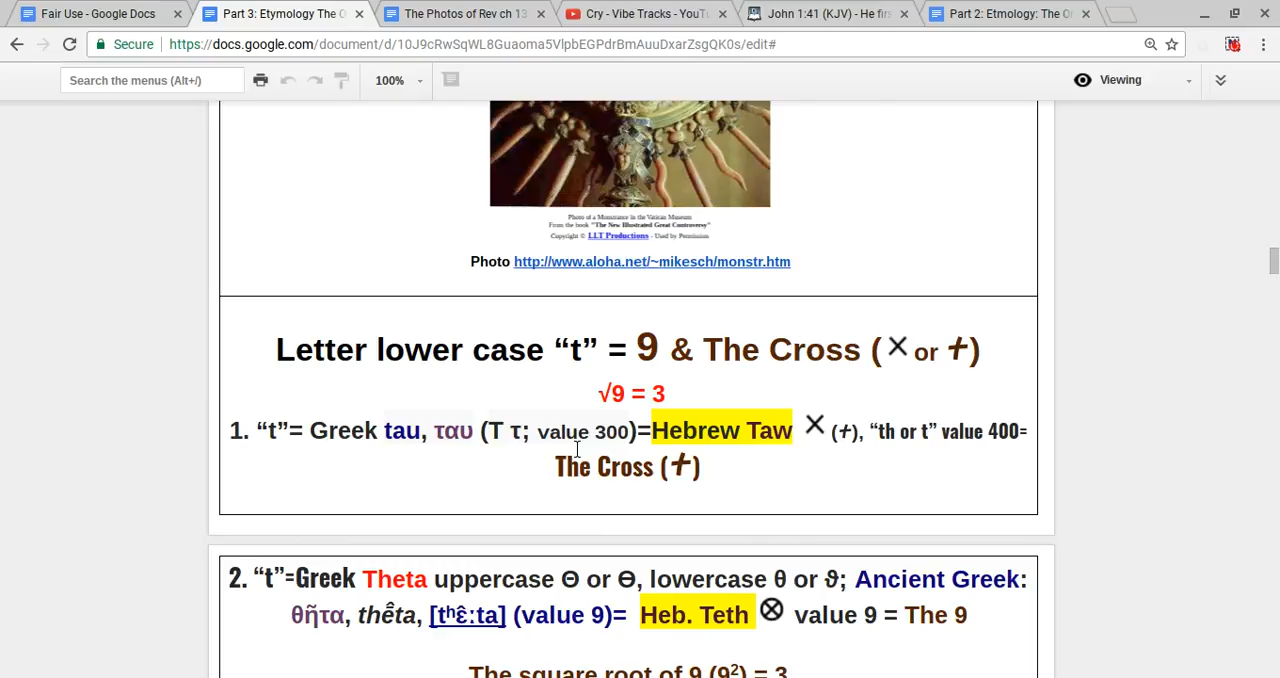 Fair Use - Google Docs
Part 3: Etymology The O
The Photos of Rev ch 13
Cry - Vibe Tracks - YouTu
John 1:41 (KJV) - He firs
Part 2: Etmology: The Or
Secure https://docs.google.com/document/d/10J9cRwSqWL8Guaoma5VlpbEGPdrBmAuuDxarZsgQK0s/edit#
Search the menus (Alt+/)
100%
Viewing
Photo of a Monstrance in the Vatican Museum
From the book "The New Illustrated Great Controversy"
Copyright © LLT Productions - Used by Permission
Photo http://www.aloha.net/~mikesch/monstr.htm
Letter lower case “t” = 9 & The Cross (× or +)
√9 = 3
1. “t”= Greek tau, ταυ (Τ τ; value 300)=Hebrew Taw × (+), “th or t” value 400=
The Cross (+)
2. “t”=Greek Theta uppercase Θ or ϴ, lowercase θ or ϑ; Ancient Greek:
θῆτα, thē̂ta, [tʰɛ̂ːta] (value 9)= Heb. Teth ⊗ value 9 = The 9
The square root of 9 (9²) = 3